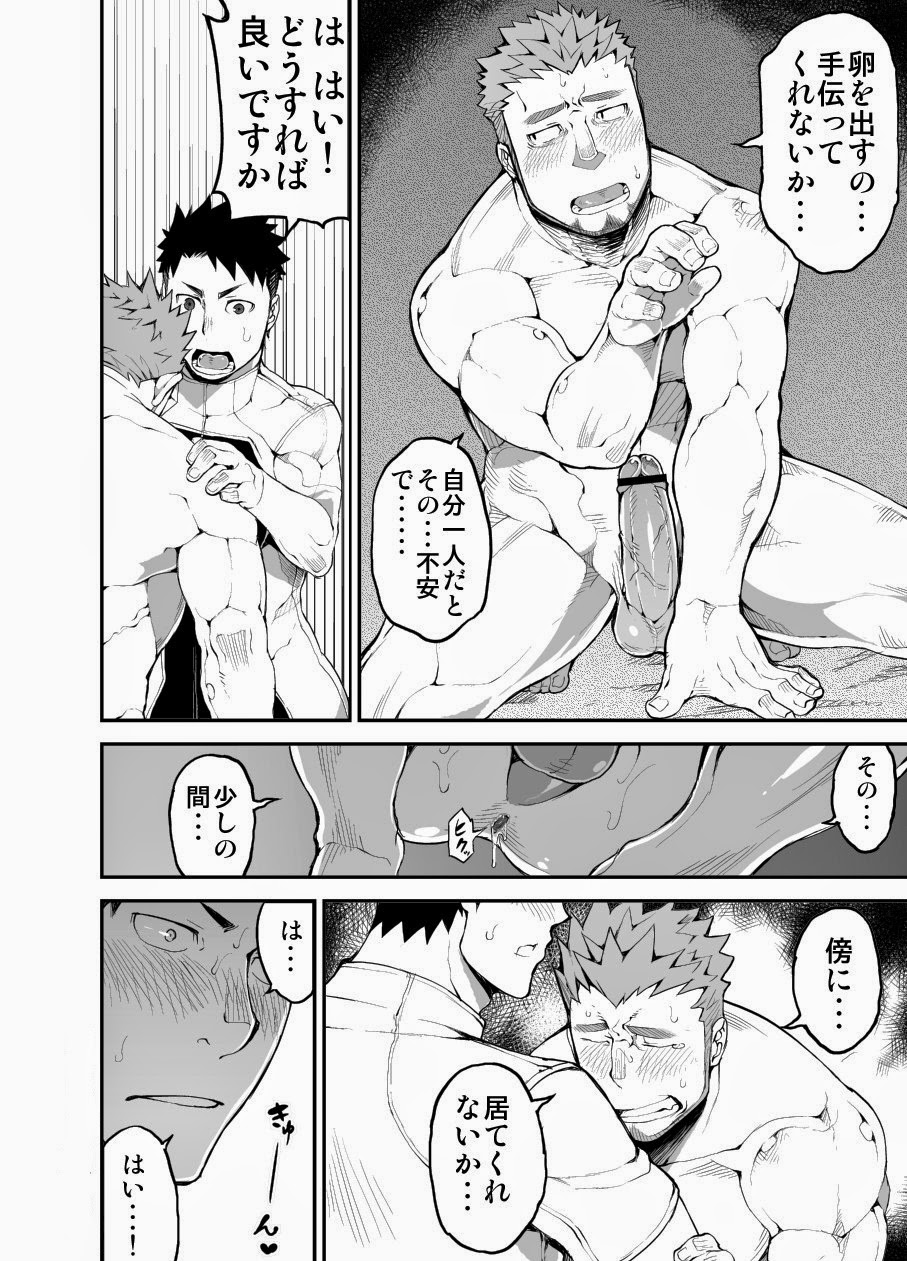 卵を出すの
手伝って
くれないか・・・
自分一人だと
その・・・不安
で・・・・・・
は はい！
どうすれば
良いですか
その・・・
ヒクッ
少しの
間・・・
傍に・・・
居てくれ
ないか・・・
は・・・
きゅーん♥
はい・・・・！